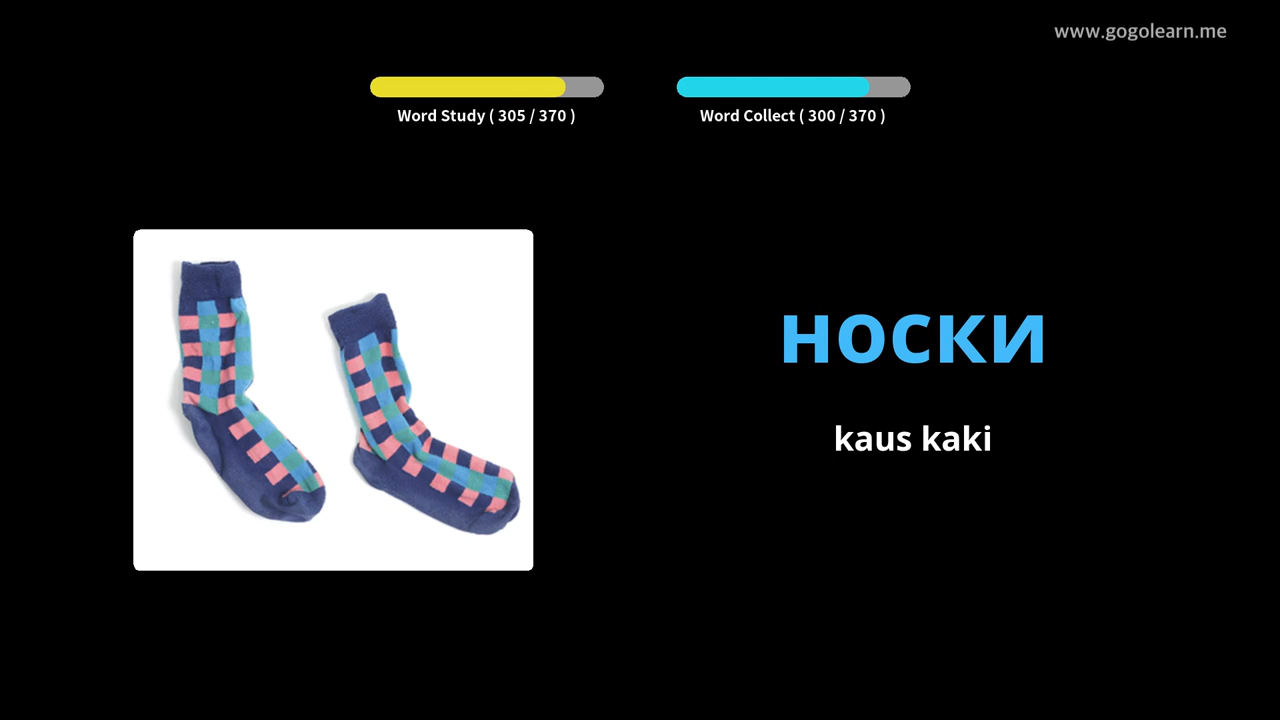 www.gogolearn.me
Word Study ( 305 / 370 )
Word Collect ( 300 / 370 )
носки
kaus kaki